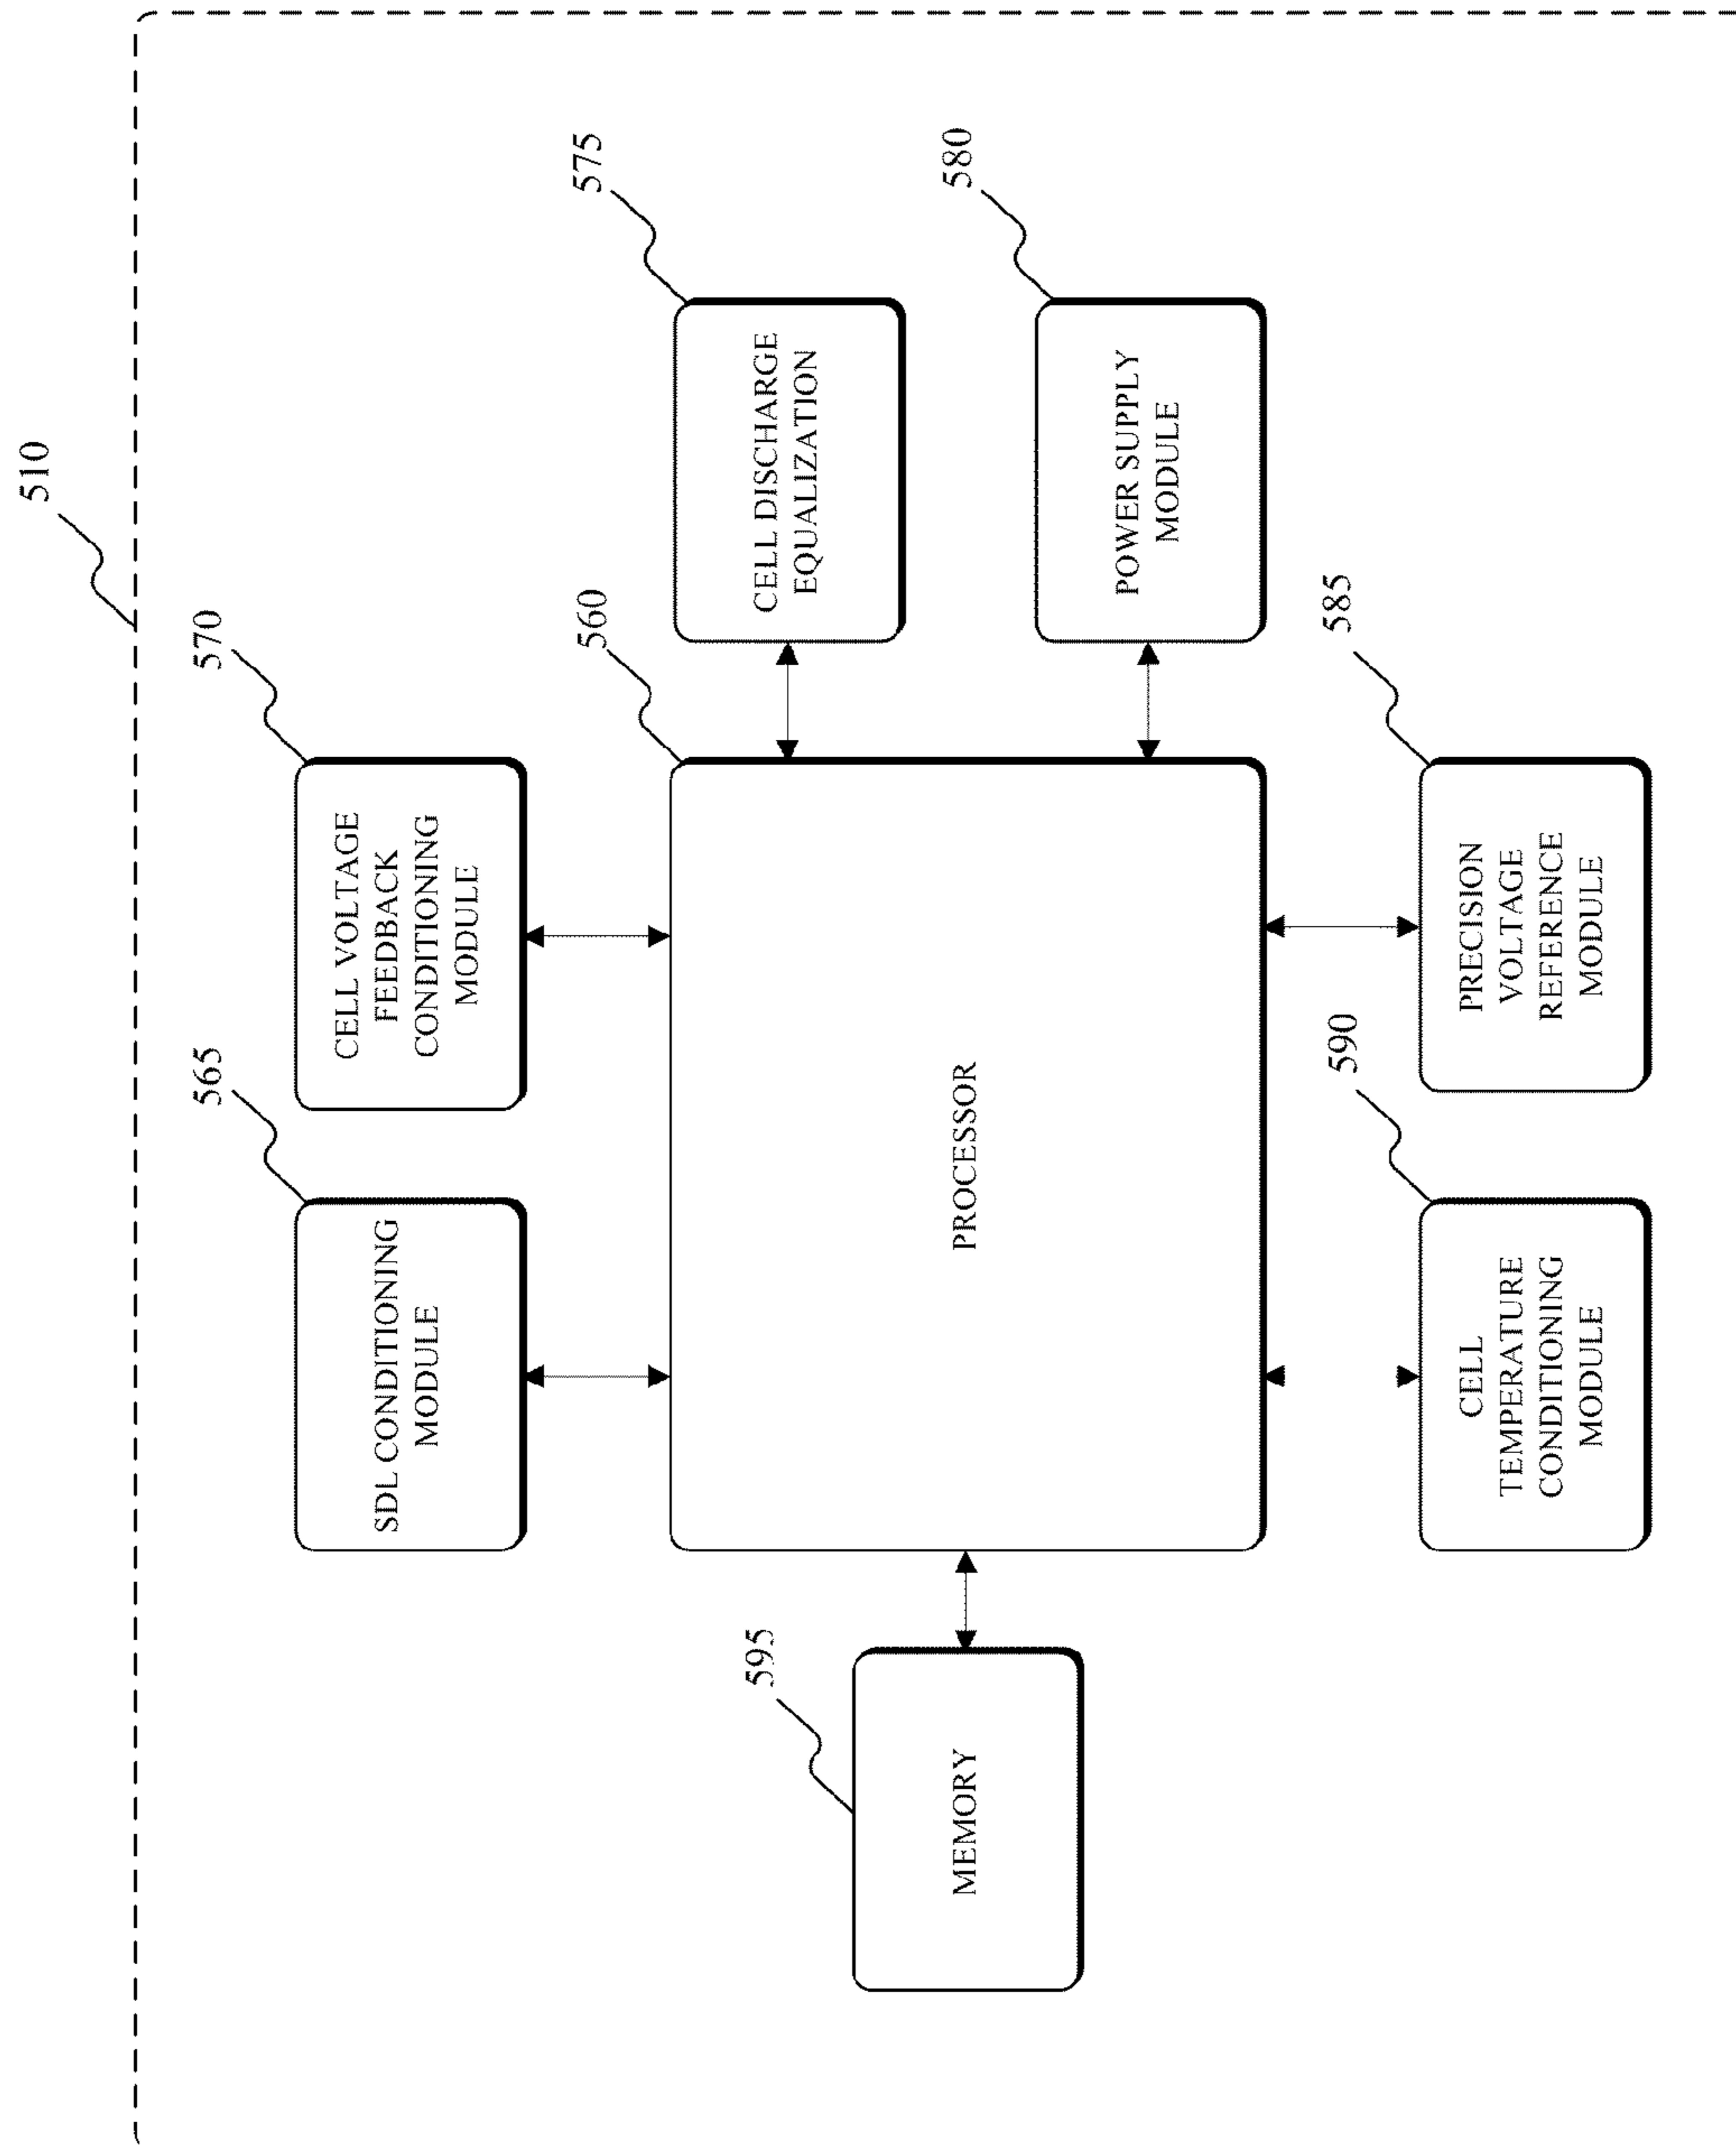 510
565
SDL CONDITIONING
MODULE
570
CELL VOLTAGE
FEEDBACK
CONDITIONING
MODULE
595
MEMORY
560
PROCESSOR
575
CELL DISCHARGE
EQUALIZATION
580
POWER SUPPLY
MODULE
590
CELL
TEMPERATURE
CONDITIONING
MODULE
585
PRECISION
VOLTAGE
REFERENCE
MODULE